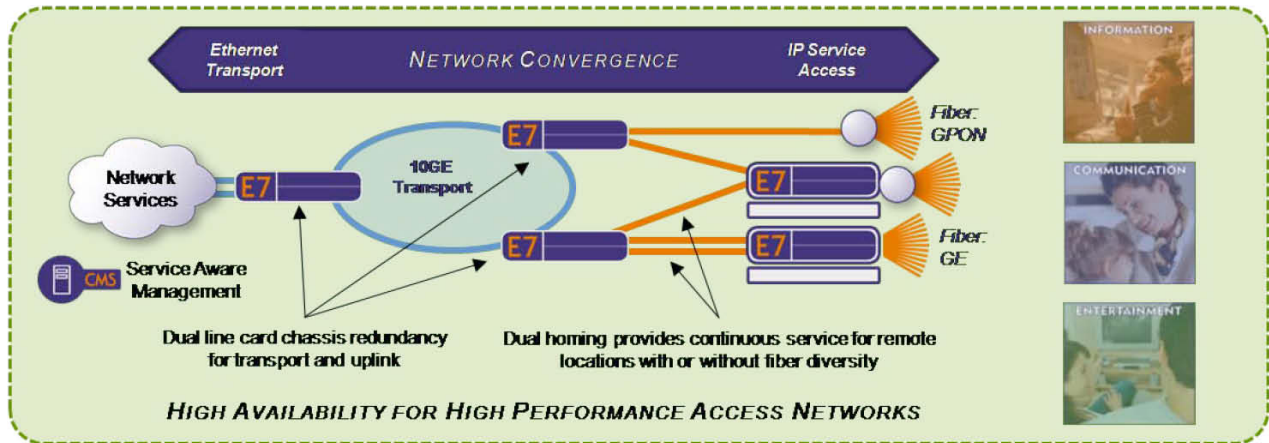 Ethernet
Transport
NETWORK CONVERGENCE
IP Service
Access
INFORMATION
E7
Fiber:
GPON
10GE
Transport
Network
Services
E7
E7
COMMUNICATION
E7
E7
Fiber:
GE
CMS
Service Aware
Management
ENTERTAINMENT
Dual line card chassis redundancy
for transport and uplink
Dual homing provides continuous service for remote
locations with or without fiber diversity
HIGH AVAILABILITY FOR HIGH PERFORMANCE ACCESS NETWORKS